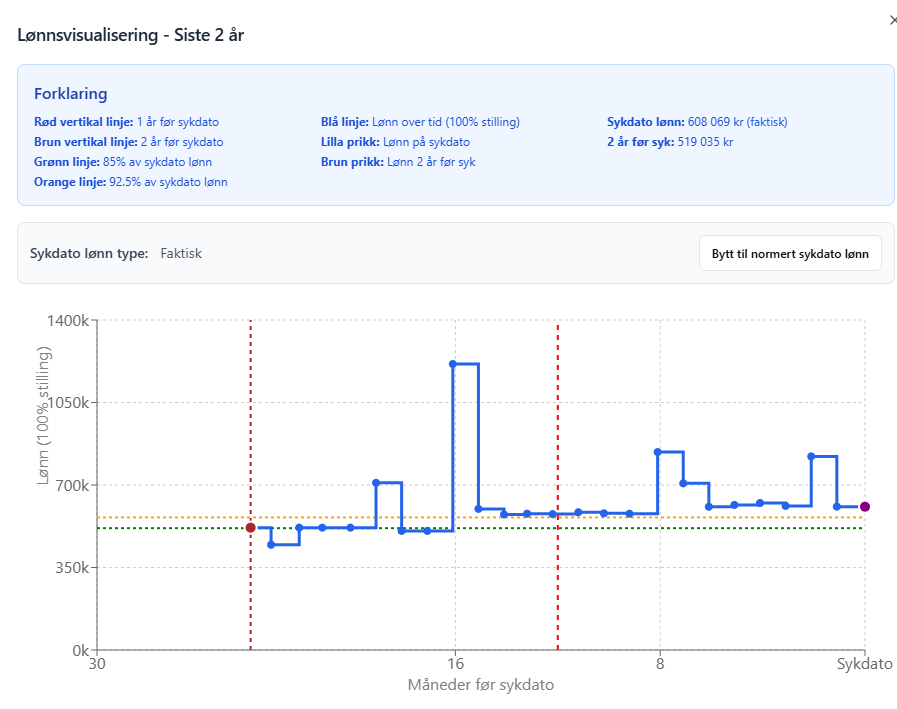 ×
Lønnsvisualisering - Siste 2 år
Forklaring
Rød vertikal linje: 1 år før sykdato
Brun vertikal linje: 2 år før sykdato
Grønn linje: 85% av sykdato lønn
Orange linje: 92.5% av sykdato lønn
Blå linje: Lønn over tid (100% stilling)
Lilla prikk: Lønn på sykdato
Brun prikk: Lønn 2 år før syk
Sykdato lønn: 608 069 kr (faktisk)
2 år før syk: 519 035 kr
Sykdato lønn type: Faktisk
Bytt til normert sykdato lønn
Lønn (100% stilling)
1400k
1050k
700k
350k
0k
30
16
8
Sykdato
Måneder før sykdato